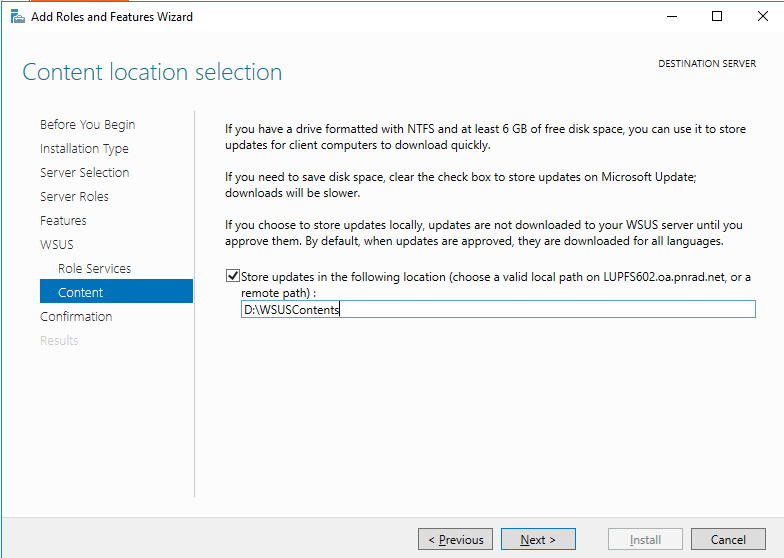 Add Roles and Features Wizard
Content location selection
DESTINATION SERVER
Before You Begin
Installation Type
Server Selection
Server Roles
Features
WSUS
Role Services
Content
Confirmation
Results
If you have a drive formatted with NTFS and at least 6 GB of free disk space, you can use it to store
updates for client computers to download quickly.
If you need to save disk space, clear the check box to store updates on Microsoft Update;
downloads will be slower.
If you choose to store updates locally, updates are not downloaded to your WSUS server until you
approve them. By default, when updates are approved, they are downloaded for all languages.
Store updates in the following location (choose a valid local path on LUPFS602.oa.pnrad.net, or a
remote path) :
D:\WSUSContents
< Previous
Next >
Install
Cancel